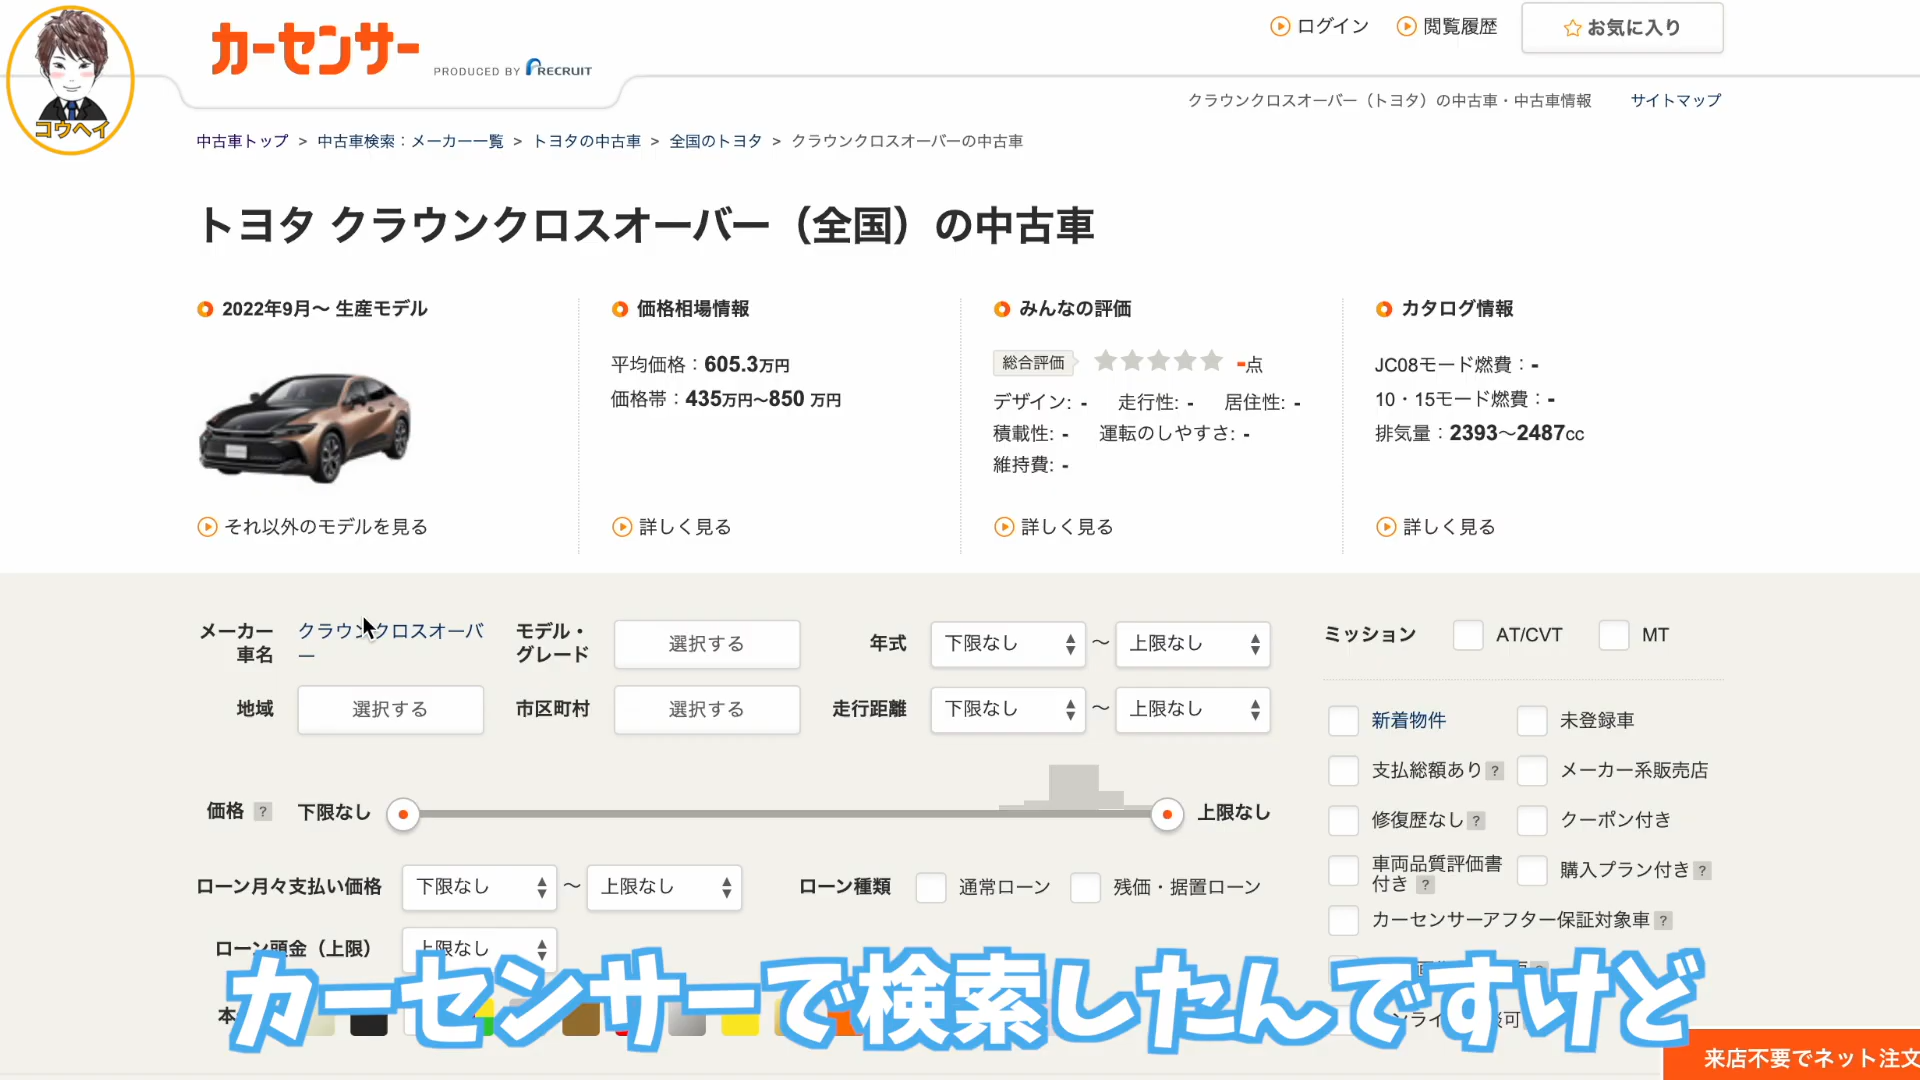 コウヘイ
カーセンサー PRODUCED BY RECRUIT
ログイン 閲覧履歴 お気に入り
クラウンクロスオーバー（トヨタ）の中古車・中古車情報 サイトマップ
中古車トップ > 中古車検索：メーカー一覧 > トヨタの中古車 > 全国のトヨタ > クラウンクロスオーバーの中古車
トヨタ クラウンクロスオーバー（全国）の中古車
2022年9月〜 生産モデル
それ以外のモデルを見る
価格相場情報
平均価格：605.3万円
価格帯：435万円〜850 万円
詳しく見る
みんなの評価
総合評価 -点
デザイン: - 走行性: - 居住性: -
積載性: - 運転のしやすさ: -
維持費: -
詳しく見る
カタログ情報
JC08モード燃費：-
10・15モード燃費：-
排気量：2393〜2487cc
詳しく見る
メーカー
車名
クラウンクロスオーバ
ー
モデル・
グレード
選択する
年式 下限なし 〜 上限なし
地域 選択する 市区町村 選択する 走行距離 下限なし 〜 上限なし
価格 ? 下限なし 上限なし
ローン月々支払い価格 下限なし 〜 上限なし ローン種類 通常ローン 残価・据置ローン
ローン頭金（上限） 上限なし
本
ミッション AT/CVT MT
新着物件 未登録車
支払総額あり ? メーカー系販売店
修復歴なし ? クーポン付き
車両品質評価書
付き ?
購入プラン付き ?
カーセンサーアフター保証対象車 ?
カーセンサーで検索したんですけど
来店不要でネット注文